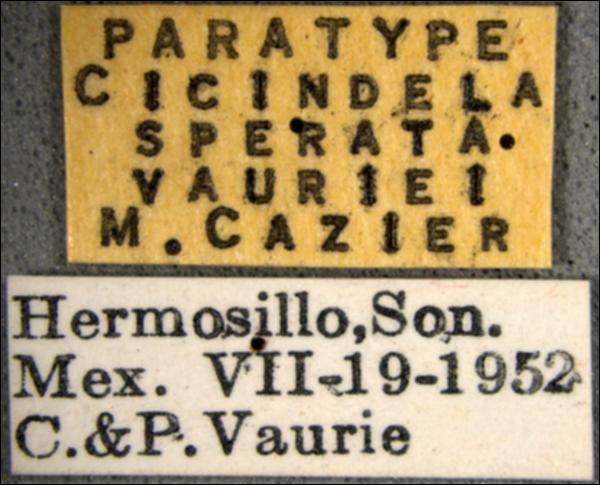 PARATYPE
CICINDELA
SPERATA
VAURIEI
M. CAZIER
Hermosillo, Son.
Mex. VII-19-1952
C.&P. Vaurie